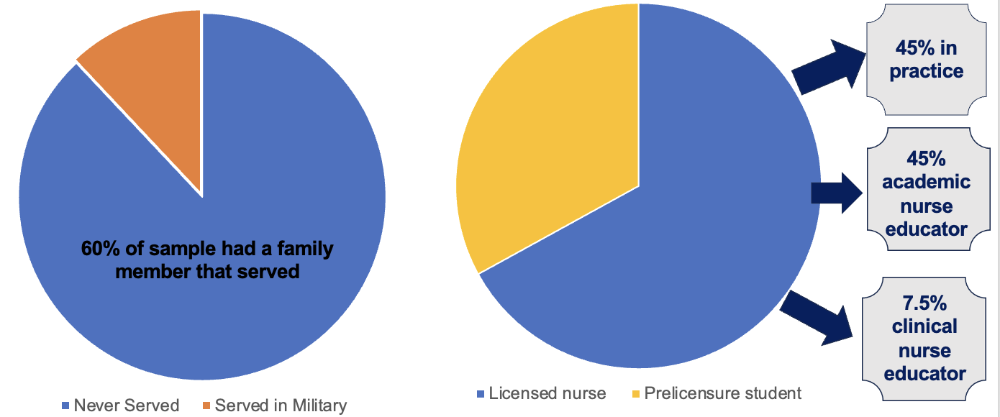 60% of sample had a family
member that served
Never Served
Served in Military
Licensed nurse
Prelicensure student
45% in
practice
45%
academic
nurse
educator
7.5%
clinical
nurse
educator